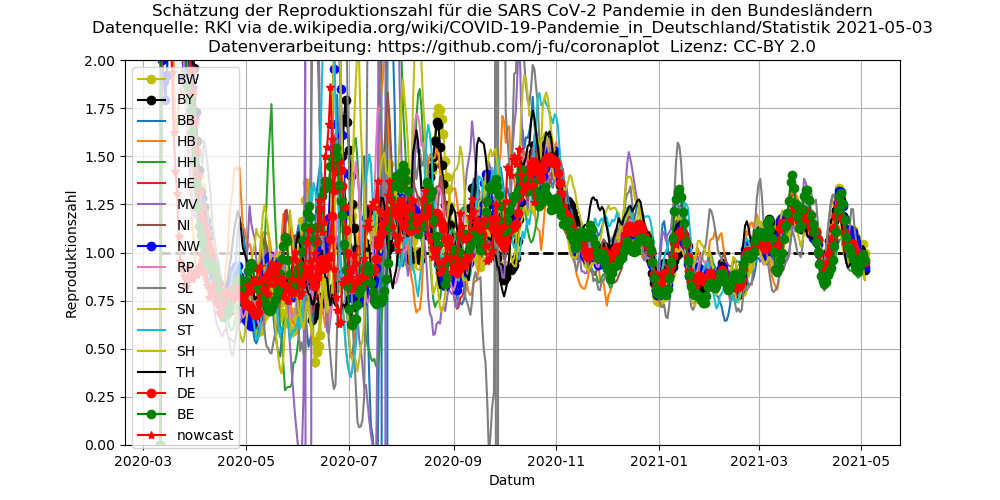 Schätzung der Reproduktionszahl für die SARS CoV-2 Pandemie in den Bundesländern
Datenquelle: RKI via de.wikipedia.org/wiki/COVID-19-Pandemie_in_Deutschland/Statistik 2021-05-03
Datenverarbeitung: https://github.com/j-fu/coronaplot  Lizenz: CC-BY 2.0
Reproduktionszahl
2.00
1.75
1.50
1.25
1.00
0.75
0.50
0.25
0.00
BW
BY
BB
HB
HH
HE
MV
NI
NW
RP
SL
SN
ST
SH
TH
DE
BE
nowcast
2020-03
2020-05
2020-07
2020-09
2020-11
2021-01
2021-03
2021-05
Datum